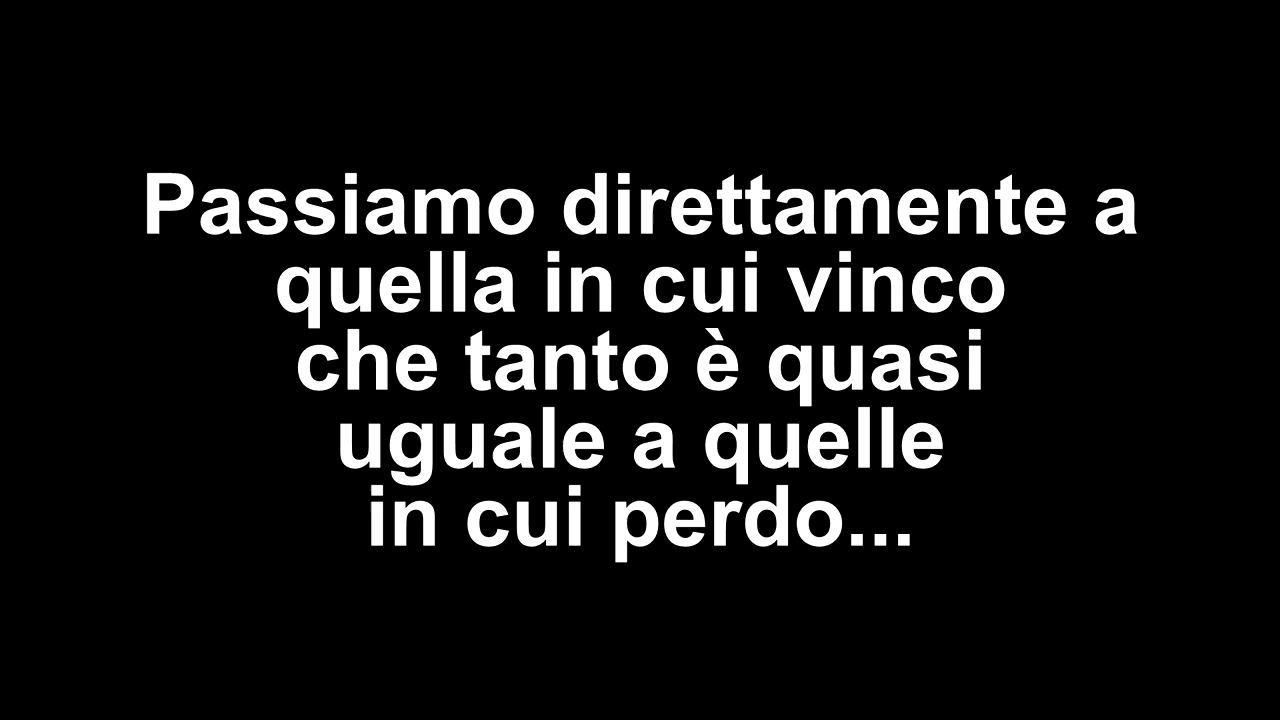 Passiamo direttamente a
quella in cui vinco
che tanto è quasi
uguale a quelle
in cui perdo...